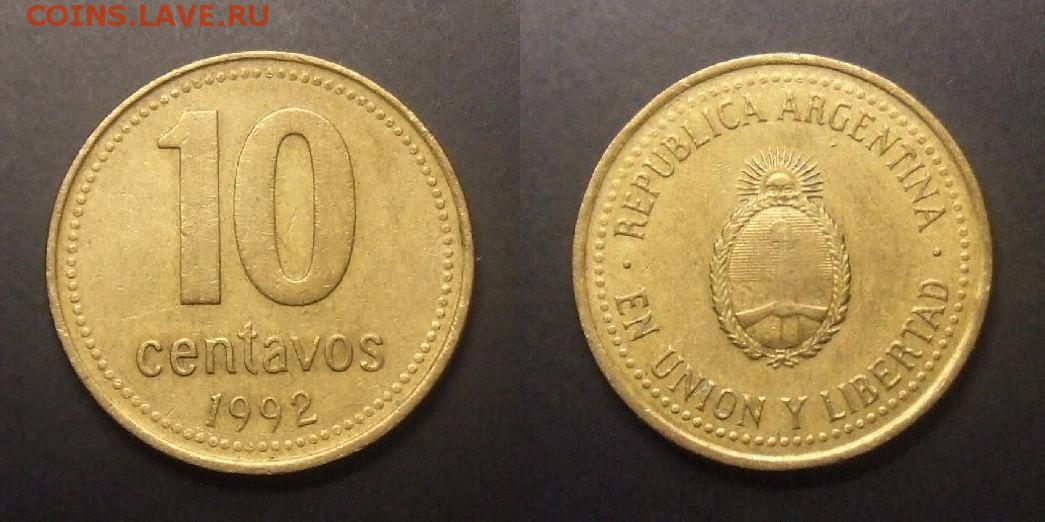 COINS.LAVE.RU
10
centavos
1992
· REPUBLICA ARGENTINA ·
EN UNION Y LIBERTAD